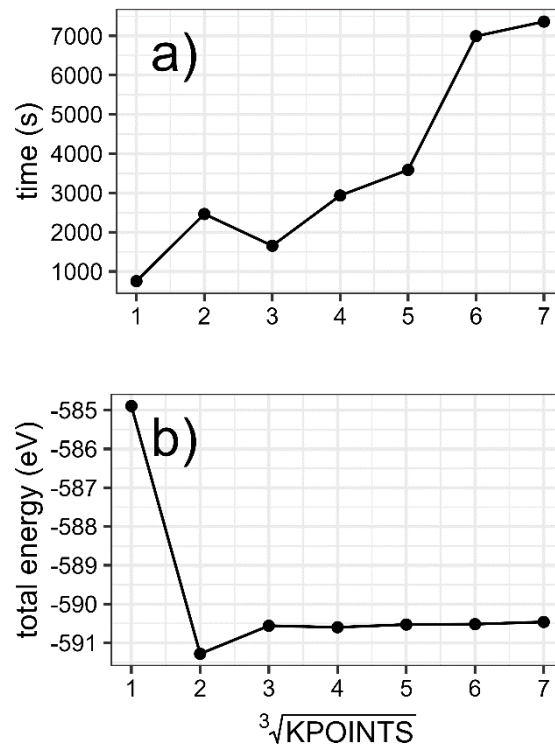 a)
time (s)
7000
6000
5000
4000
3000
2000
1000
1 2 3 4 5 6 7
b)
total energy (eV)
-585
-586
-587
-588
-589
-590
-591
1 2 3 4 5 6 7
³√KPOINTS